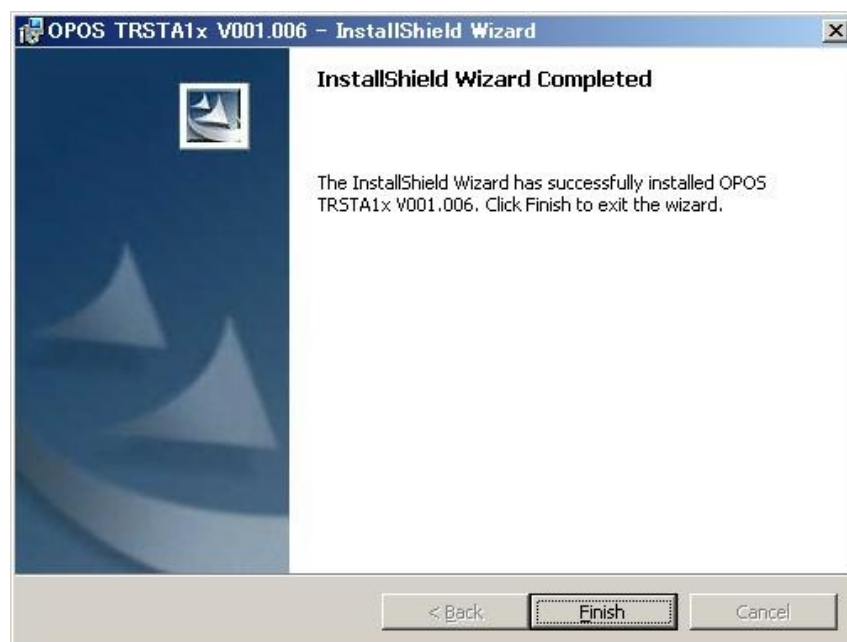 OPOS TRSTA1x V001.006 - InstallShield Wizard
InstallShield Wizard Completed
The InstallShield Wizard has successfully installed OPOS
TRSTA1x V001.006. Click Finish to exit the wizard.
< Back
Finish
Cancel